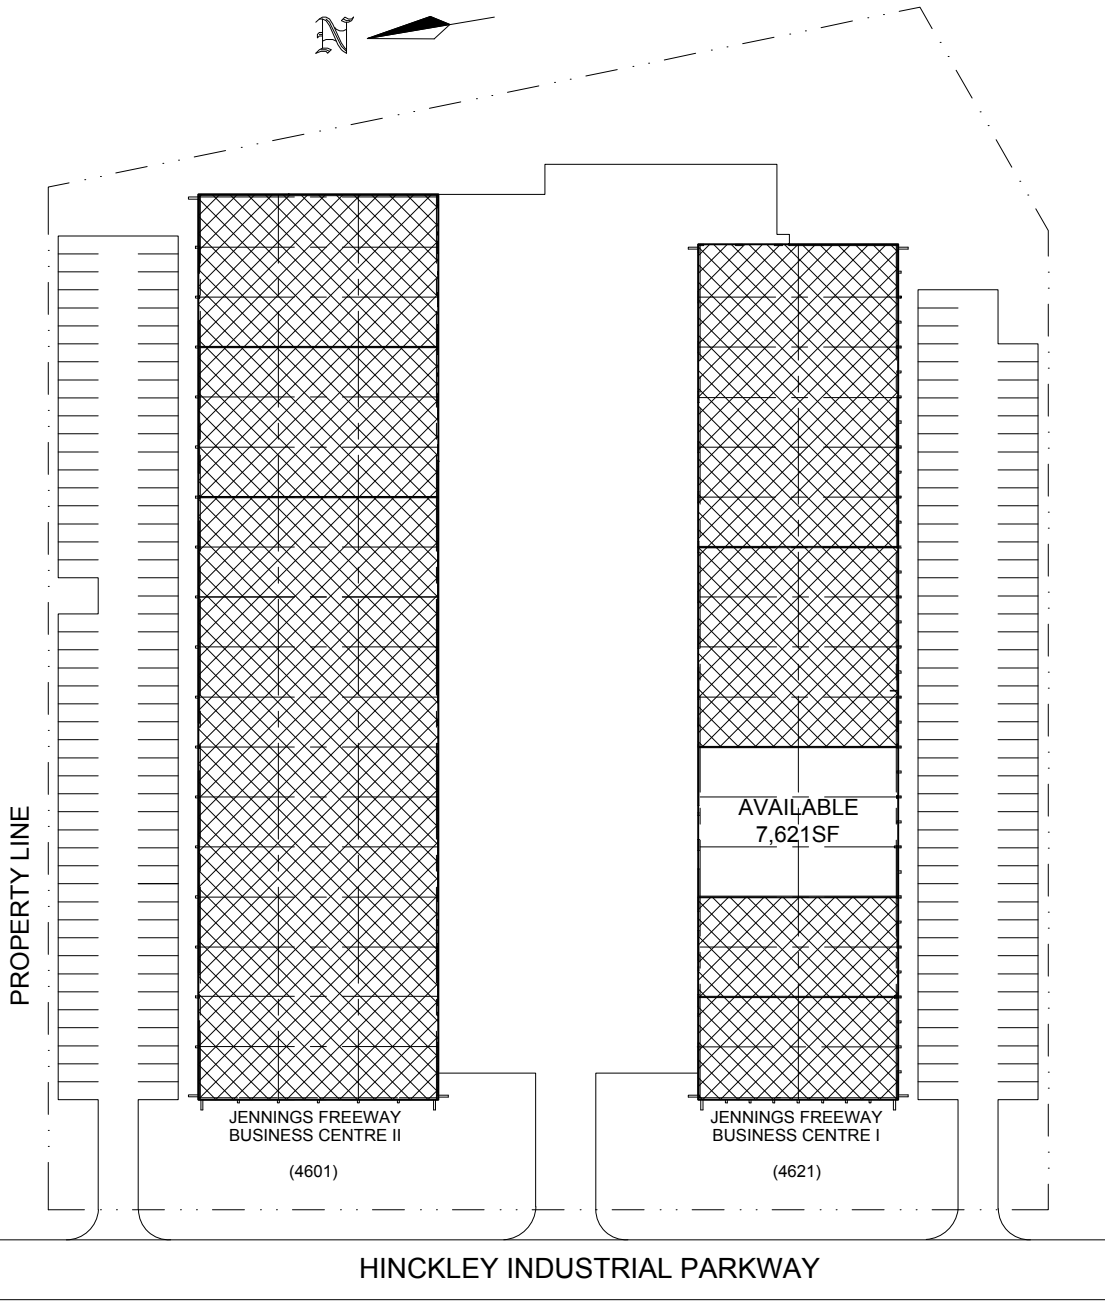 N
AVAILABLE
7,621SF
PROPERTY LINE
JENNINGS FREEWAY
BUSINESS CENTRE II
(4601)
JENNINGS FREEWAY
BUSINESS CENTRE I
(4621)
HINCKLEY INDUSTRIAL PARKWAY